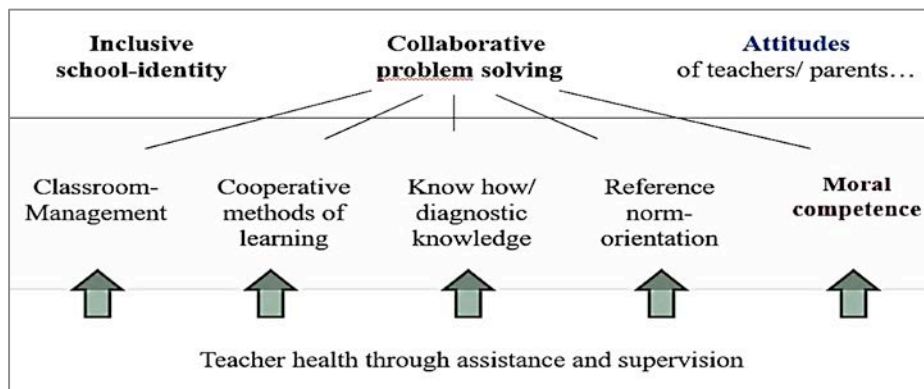 Inclusive
school-identity
Collaborative
problem solving
Attitudes
of teachers/ parents…
Classroom-
Management
Cooperative
methods of
learning
Know how/
diagnostic
knowledge
Reference
norm-
orientation
Moral
competence
Teacher health through assistance and supervision